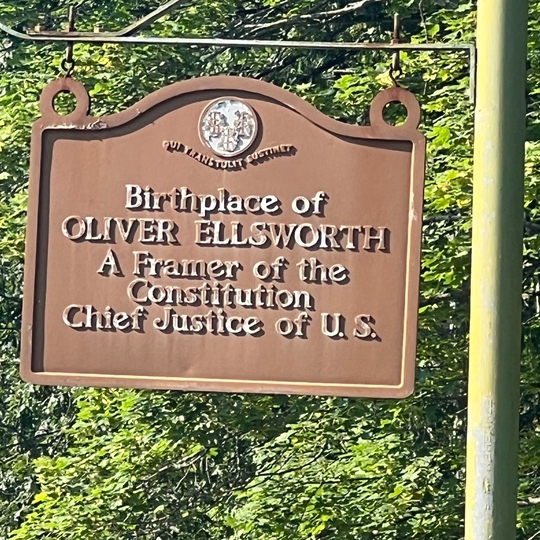 QUI TRANSTULIT SUSTINET
Birthplace of
OLIVER ELLSWORTH
A Framer of the
Constitution
Chief Justice of U. S.